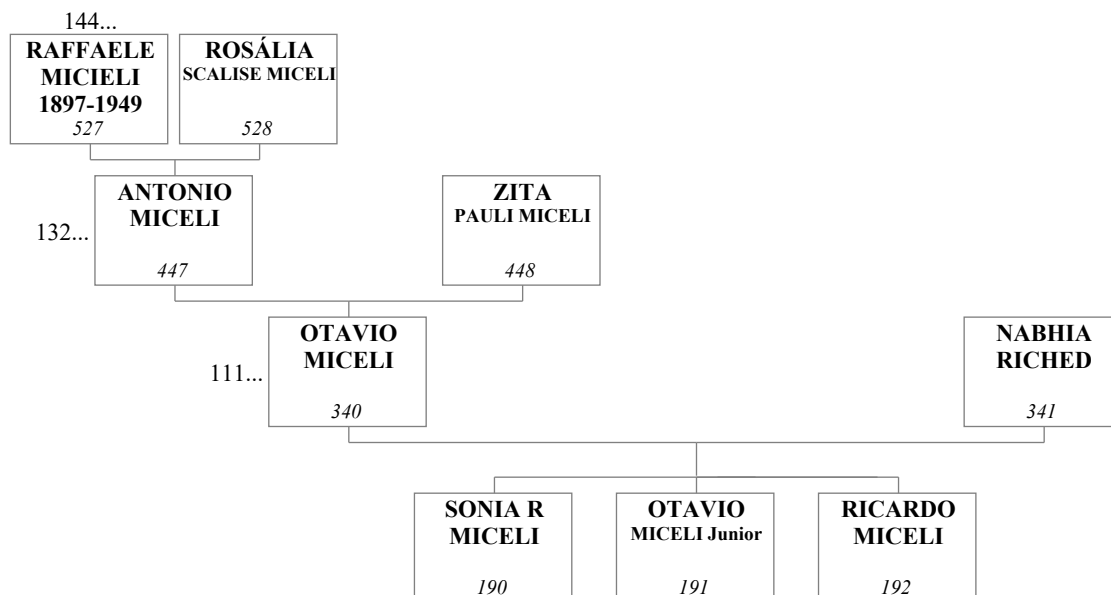 144...
RAFFAELE
MICIELI
1897-1949
527
ROSÁLIA
SCALISE MICELI
528
132...
ANTONIO
MICELI
447
ZITA
PAULI MICELI
448
111...
OTAVIO
MICELI
340
NABHIA
RICHED
341
SONIA R
MICELI
190
OTAVIO
MICELI Junior
191
RICARDO
MICELI
192